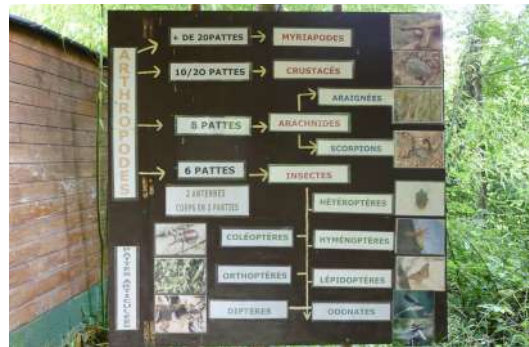 ARTHROPODES
+ DE 20PATTES
MYRIAPODES
10/20 PATTES
CRUSTACÉS
8 PATTES
ARACHNIDES
ARAIGNÉES
SCORPIONS
6 PATTES
INSECTES
2 ANTENNES
CORPS EN 3 PARTIES
HÉTÉROPTÈRES
COLÉOPTÈRES
HYMÉNOPTÈRES
ORTHOPTÈRES
LÉPIDOPTÈRES
DIPTÈRES
ODONATES